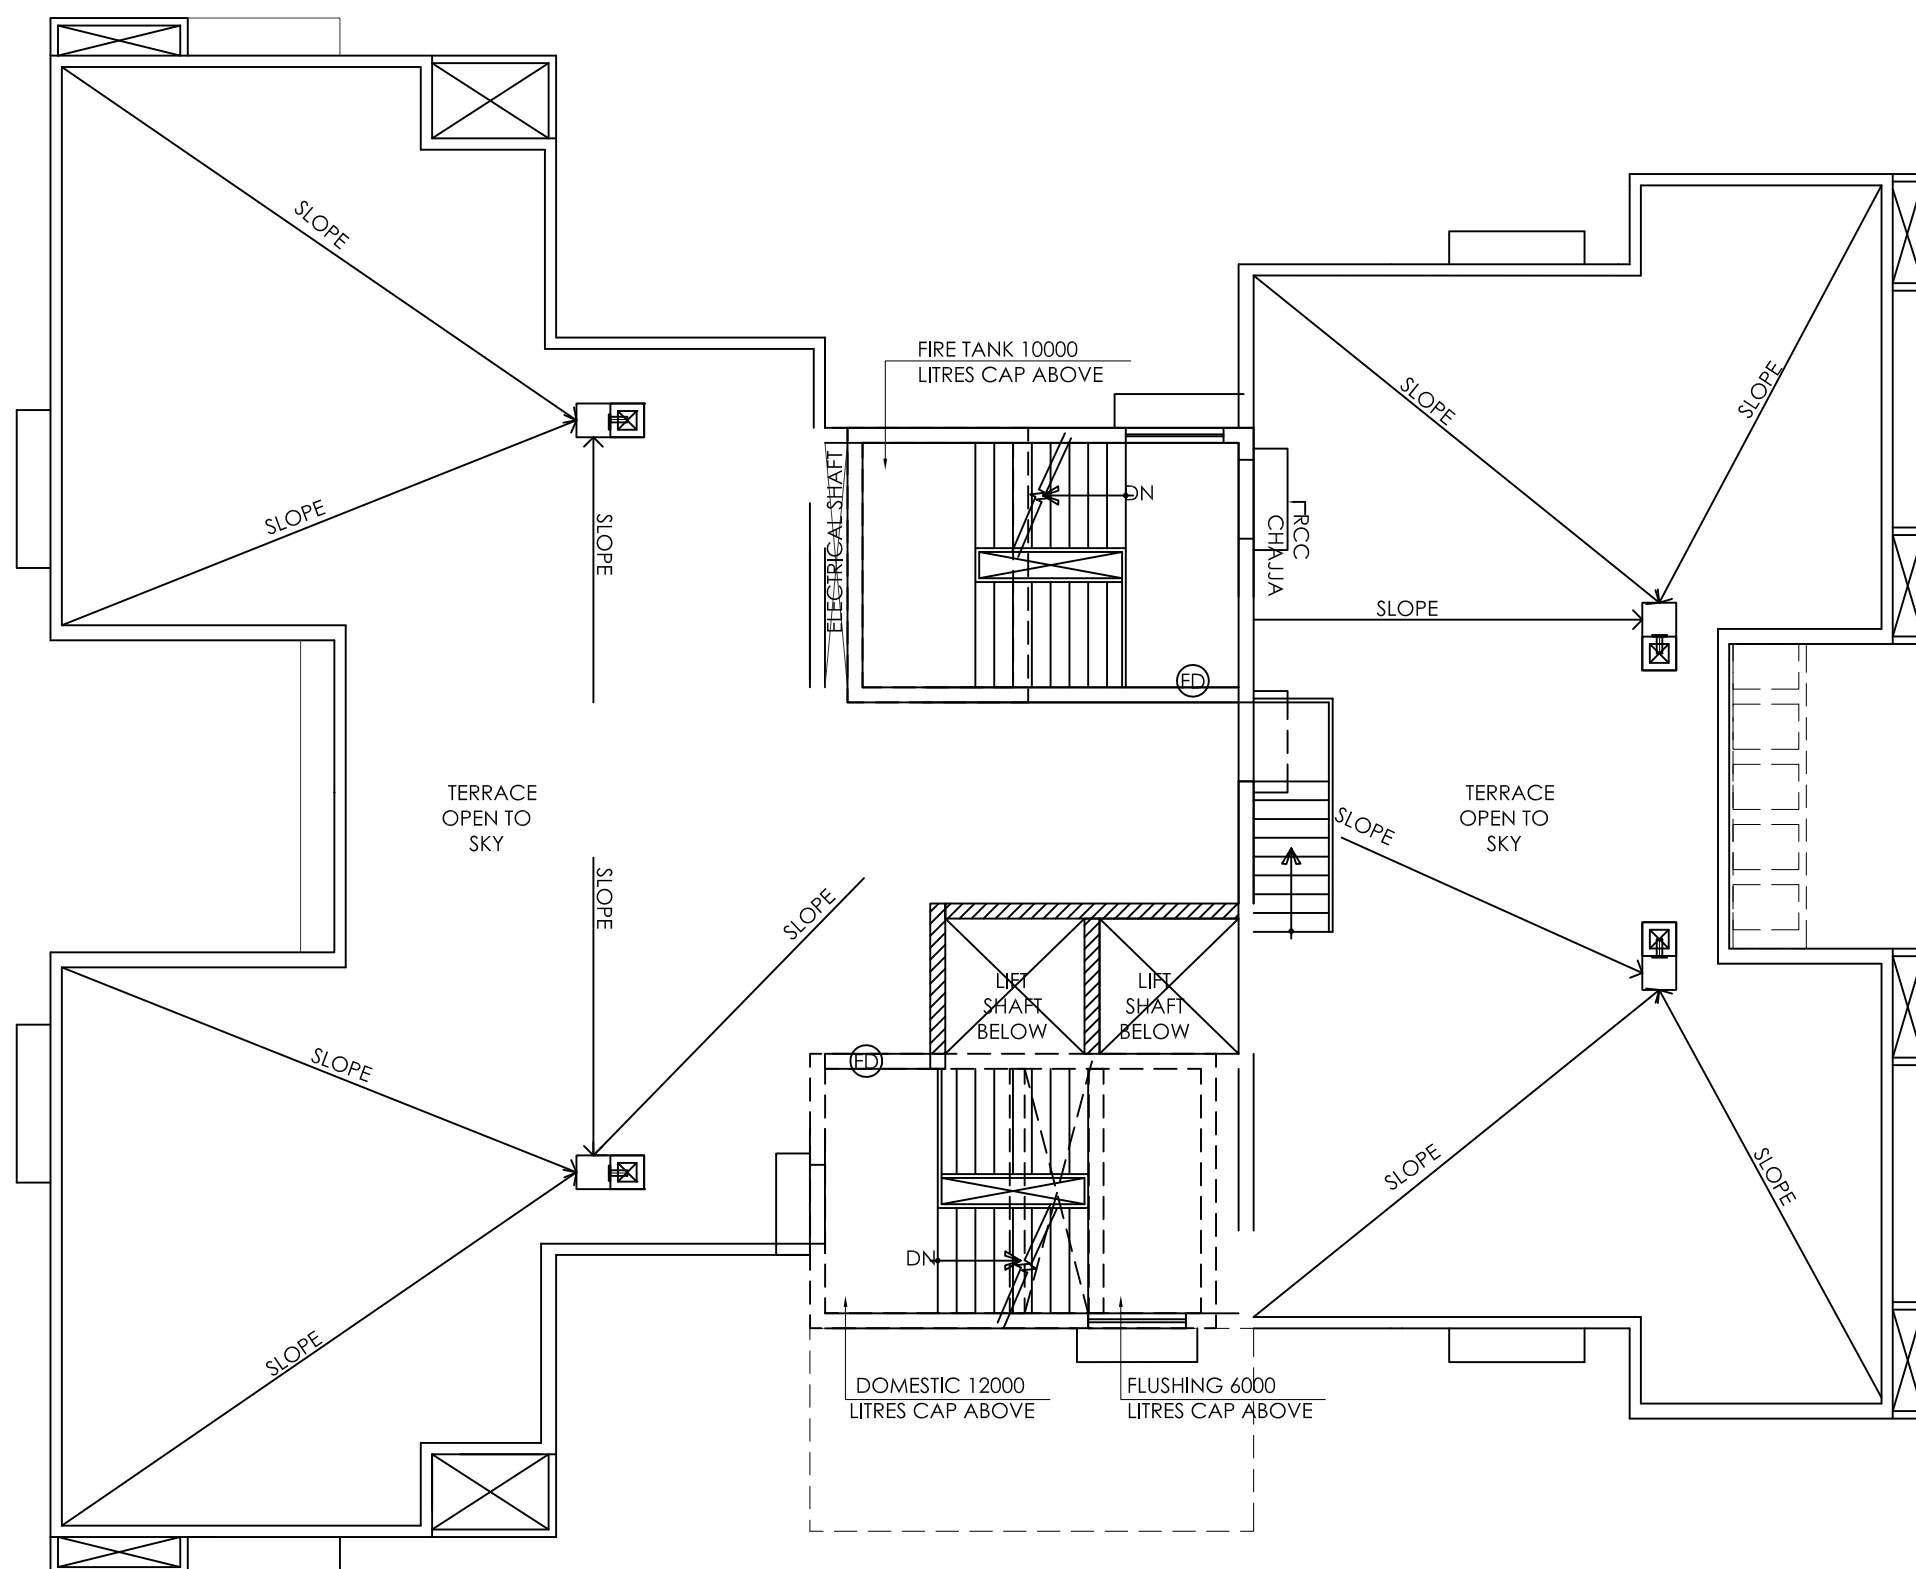 SLOPE
SLOPE
SLOPE
FIRE TANK 10000
LITRES CAP ABOVE
ELECTRICAL SHAFT
DN
RCC
CHAJJA
FD
SLOPE
SLOPE
SLOPE
TERRACE
OPEN TO
SKY
TERRACE
OPEN TO
SKY
SLOPE
SLOPE
SLOPE
LIFT
SHAFT
BELOW
LIFT
SHAFT
BELOW
FD
SLOPE
SLOPE
DN
SLOPE
SLOPE
DOMESTIC 12000
LITRES CAP ABOVE
FLUSHING 6000
LITRES CAP ABOVE